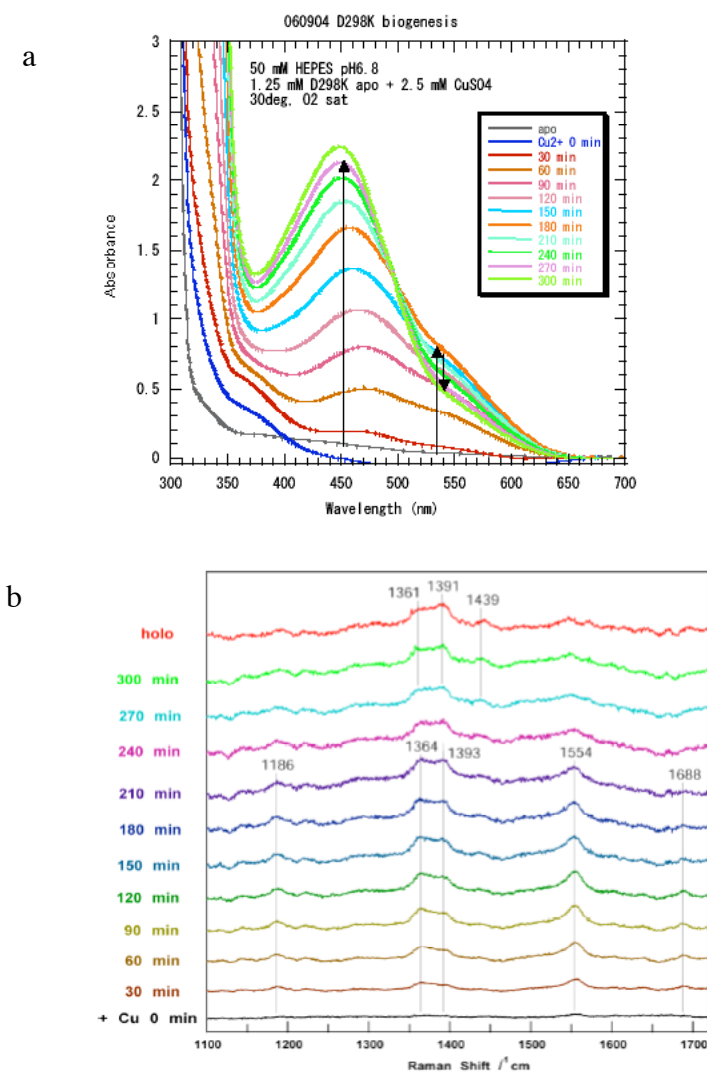 a
060904 D298K biogenesis
3
50 mM HEPES pH6.8
1.25 mM D298K apo + 2.5 mM CuSO4
30deg, O2 sat
2.5
apo
Cu2+ 0 min
30 min
60 min
90 min
120 min
150 min
180 min
210 min
240 min
270 min
300 min
2
1.5
1
0.5
0
Absorbance
300 350 400 450 500 550 600 650 700
Wavelength (nm)
b
1361 1391 1439
holo
300 min
270 min
240 min
1186 1364 1393 1554 1688
210 min
180 min
150 min
120 min
90 min
60 min
30 min
+ Cu 0 min
1100 1200 1300 1400 1500 1600 1700
Raman Shift /¹cm